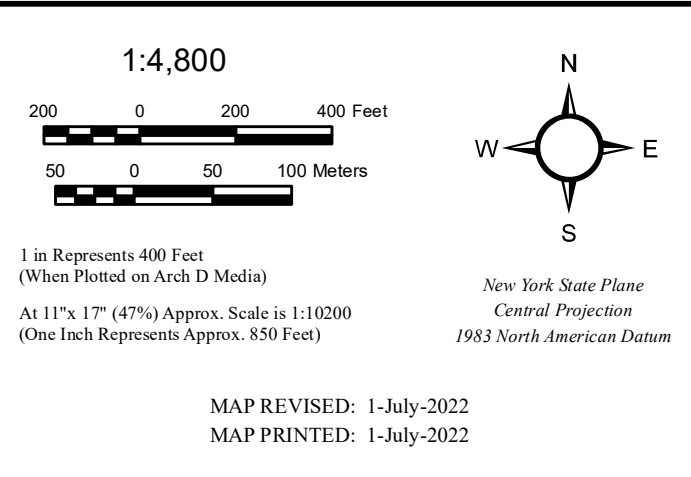 1:4,800
200 0 200 400 Feet
50 0 50 100 Meters
1 in Represents 400 Feet
(When Plotted on Arch D Media)
At 11"x 17" (47%) Approx. Scale is 1:10200
(One Inch Represents Approx. 850 Feet)
N
W E
S
New York State Plane
Central Projection
1983 North American Datum
MAP REVISED: 1-July-2022
MAP PRINTED: 1-July-2022